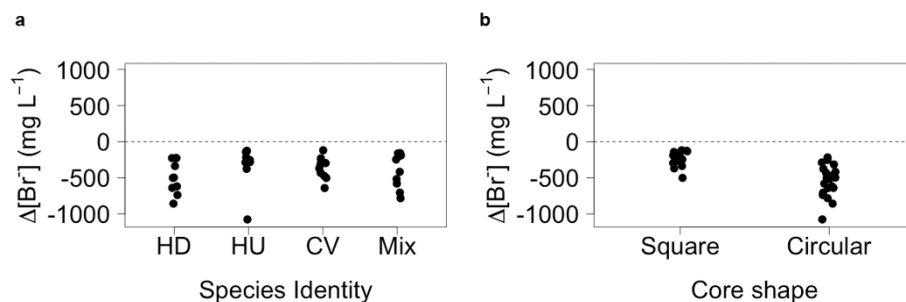 a
Δ[Br⁻] (mg L⁻¹)
1000
500
0
-500
-1000
HD HU CV Mix
Species Identity
b
Δ[Br⁻] (mg L⁻¹)
1000
500
0
-500
-1000
Square Circular
Core shape